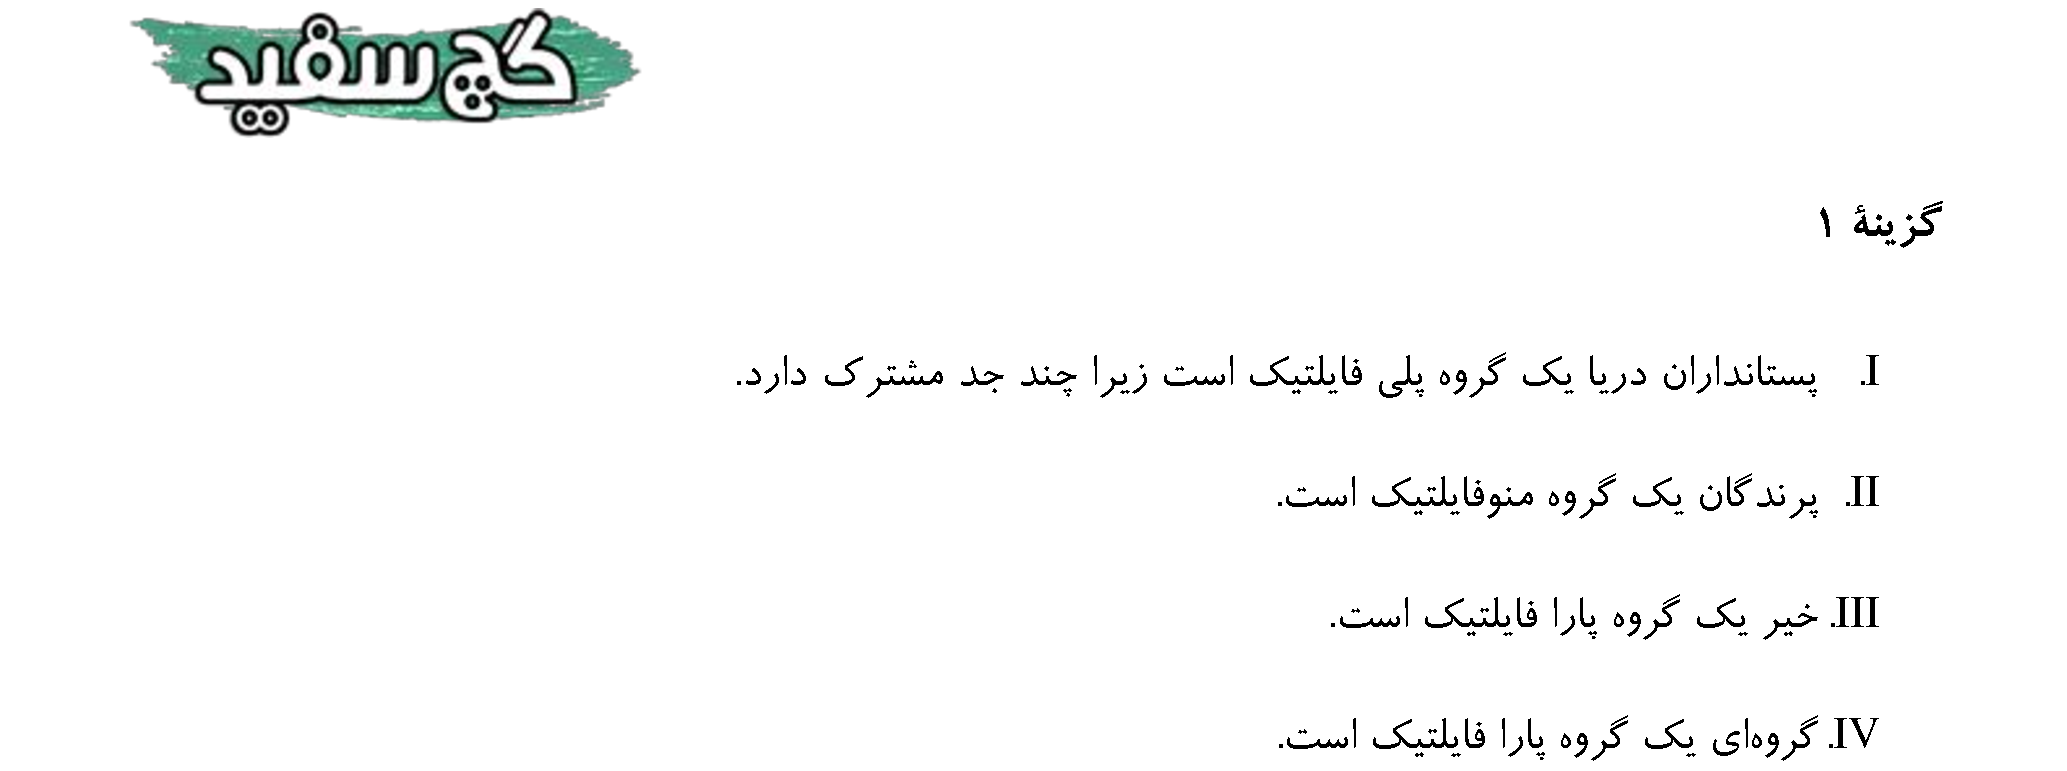 گچ سفید
گزینهٔ ۱
I. پستانداران دریا یک گروه پلی فایلتیک است زیرا چند جد مشترک دارد.
II. پرندگان یک گروه منوفایلتیک است.
III. خیر یک گروه پارا فایلتیک است.
IV. گروه‌ای یک گروه پارا فایلتیک است.